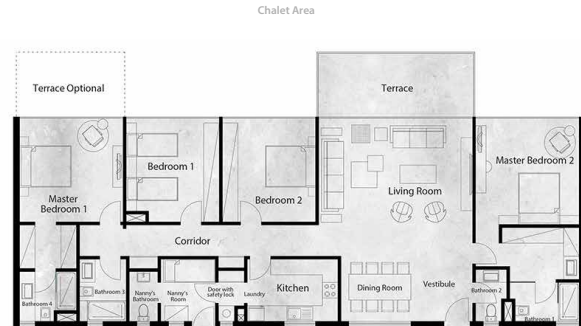 Chalet Area
Terrace Optional
Terrace
Bedroom 1
Master Bedroom 2
Master
Bedroom 1
Bedroom 2
Living Room
Corridor
Bathroom 4
Bathroom 3
Nanny's
Bathroom
Nanny's
Room
Door with
safety lock
Laundry
Kitchen
Dining Room
Vestibule
Bathroom 2
Bathroom 1